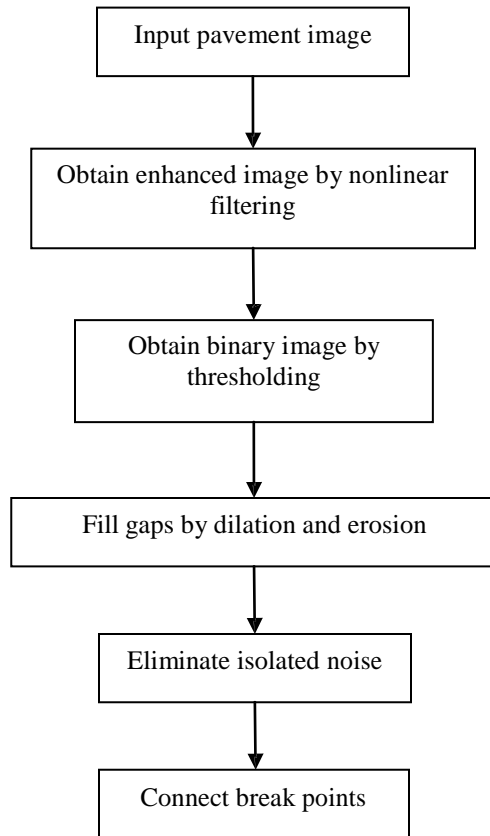 Input pavement image
Obtain enhanced image by nonlinear
filtering
Obtain binary image by
thresholding
Fill gaps by dilation and erosion
Eliminate isolated noise
Connect break points